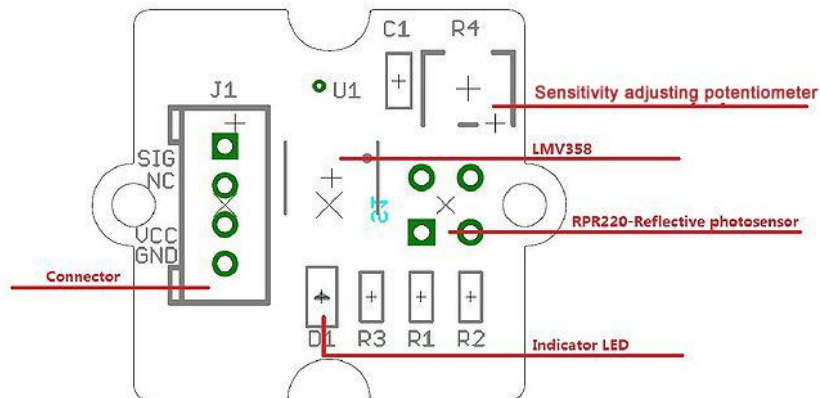 C1
R4
J1
U1
Sensitivity adjusting potentiometer
SIG
NC
LMV358
RPR220-Reflective photosensor
VCC
GND
Connector
D1
R3
R1
R2
Indicator LED